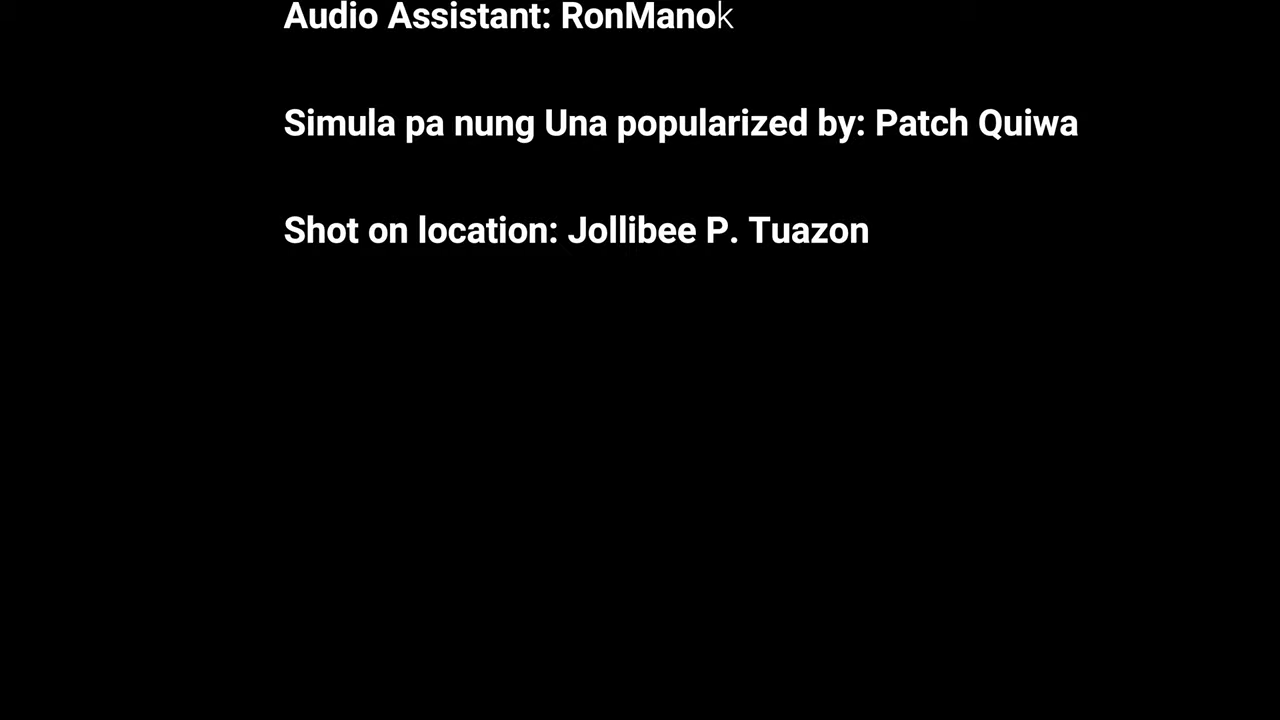 Audio Assistant: RonManok
Simula pa nung Una popularized by: Patch Quiwa
Shot on location: Jollibee P. Tuazon